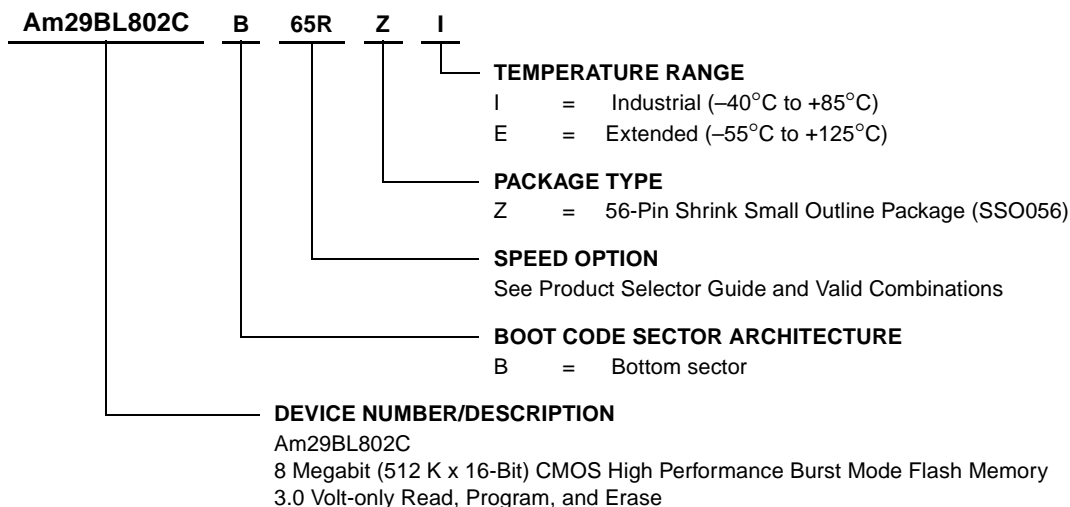 Am29BL802C B 65R Z I
TEMPERATURE RANGE
I = Industrial (–40°C to +85°C)
E = Extended (–55°C to +125°C)
PACKAGE TYPE
Z = 56-Pin Shrink Small Outline Package (SSO056)
SPEED OPTION
See Product Selector Guide and Valid Combinations
BOOT CODE SECTOR ARCHITECTURE
B = Bottom sector
DEVICE NUMBER/DESCRIPTION
Am29BL802C
8 Megabit (512 K x 16-Bit) CMOS High Performance Burst Mode Flash Memory
3.0 Volt-only Read, Program, and Erase